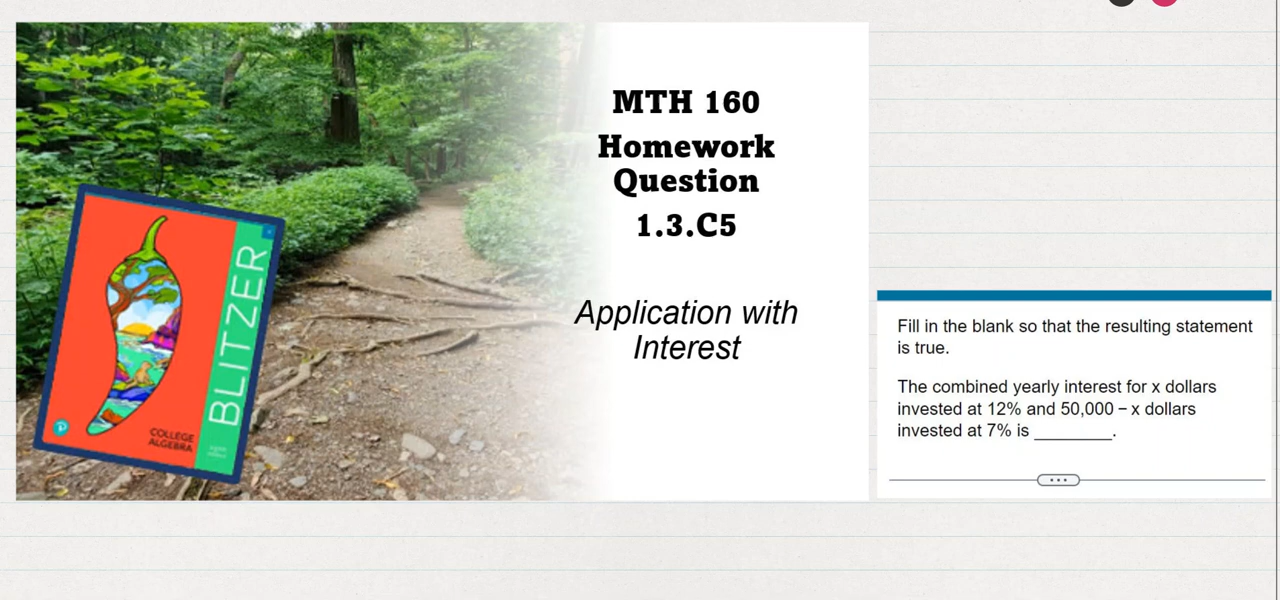 MTH 160
Homework
Question
1.3.C5
Application with
Interest
BLITZER
COLLEGE
ALGEBRA
Fill in the blank so that the resulting statement
is true.
The combined yearly interest for x dollars
invested at 12% and 50,000 – x dollars
invested at 7% is _________.